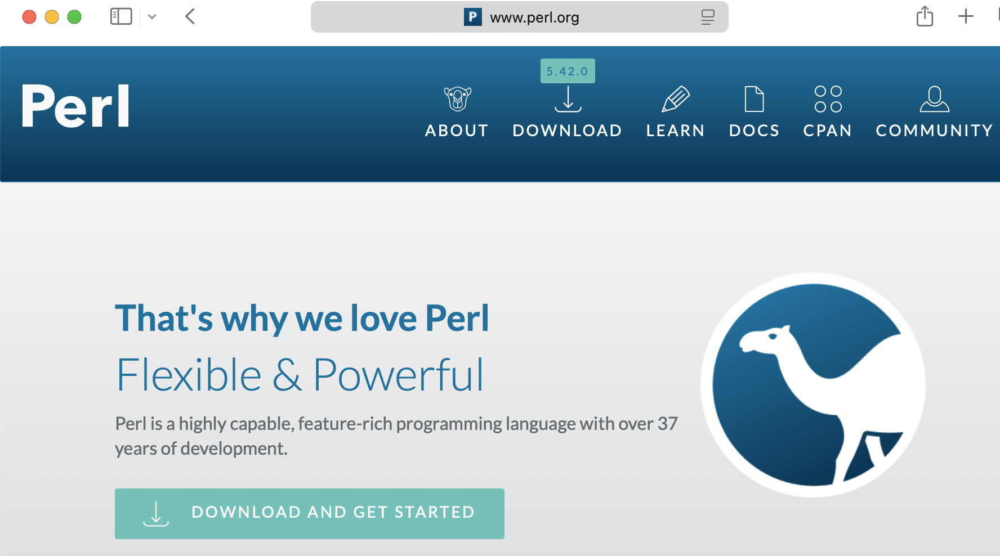 P www.perl.org
Perl
5.42.0
ABOUT DOWNLOAD LEARN DOCS CPAN COMMUNITY
That's why we love Perl
Flexible & Powerful
Perl is a highly capable, feature-rich programming language with over 37
years of development.
DOWNLOAD AND GET STARTED